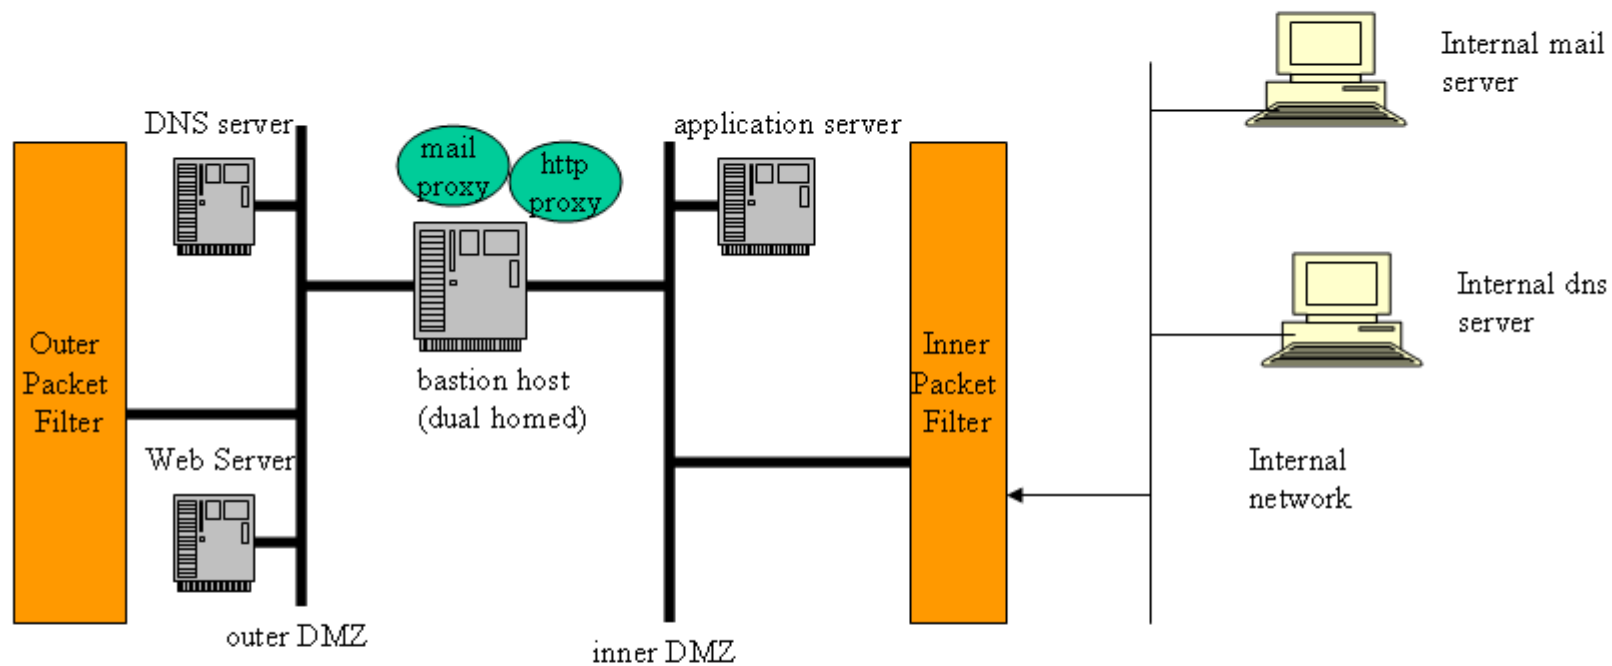 Internal mail
server
DNS server
mail
proxy
http
proxy
application server
Internal dns
server
Outer
Packet
Filter
bastion host
(dual homed)
Inner
Packet
Filter
Web Server
Internal
network
outer DMZ
inner DMZ